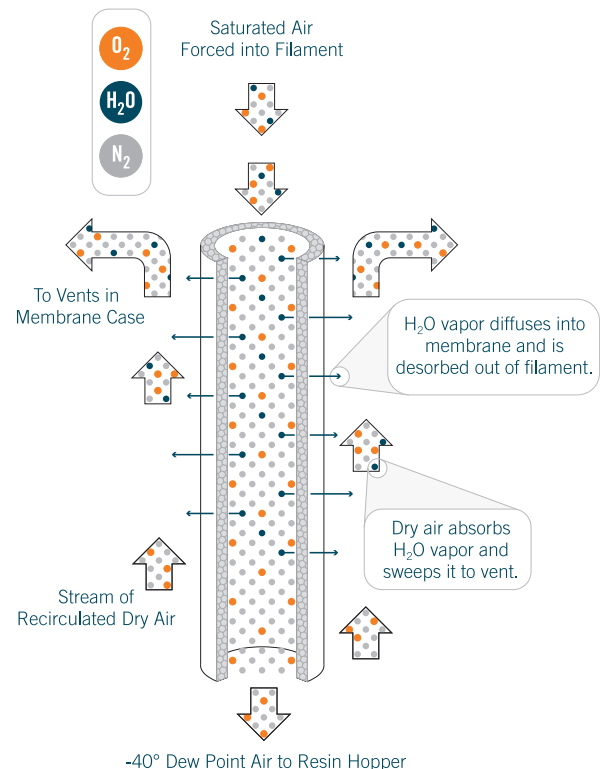 O₂
H₂O
N₂
Saturated Air
Forced into Filament
To Vents in
Membrane Case
H₂O vapor diffuses into
membrane and is
desorbed out of filament.
Dry air absorbs
H₂O vapor and
sweeps it to vent.
Stream of
Recirculated Dry Air
-40° Dew Point Air to Resin Hopper